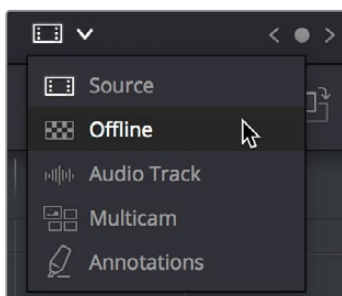 Source
Offline
Audio Track
Multicam
Annotations